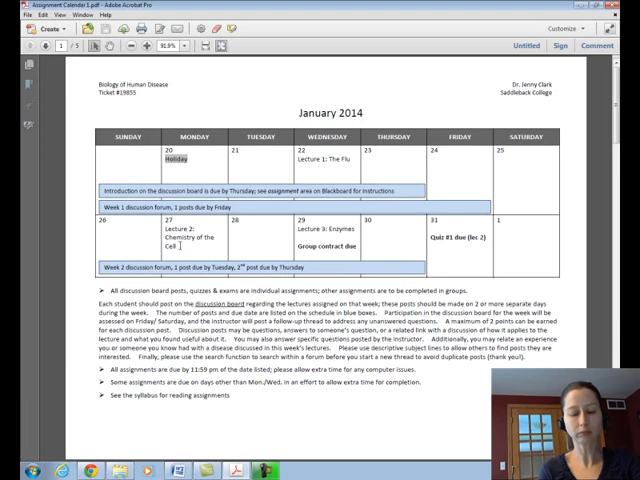 Assignment Calendar 1.pdf - Adobe Acrobat Pro
File Edit View Window Help
Create
Customize
1 / 5
91.9%
Untitled Sign Comment
Biology of Human Disease
Ticket #19855
Dr. Jenny Clark
Saddleback College
January 2014
SUNDAY MONDAY TUESDAY WEDNESDAY THURSDAY FRIDAY SATURDAY
20 21 22 23 24 25
Holiday
Lecture 1: The Flu
Introduction on the discussion board is due by Thursday; see assignment area on Blackboard for instructions
Week 1 discussion forum, 1 posts due by Friday
26 27 28 29 30 31 1
Lecture 2:
Chemistry of the
Cell
Lecture 3: Enzymes
Group contract due
Quiz #1 due (lec 2)
Week 2 discussion forum, 1 post due by Tuesday, 2nd post due by Thursday
All discussion board posts, quizzes & exams are individual assignments; other assignments are to be completed in groups.
Each student should post on the discussion board regarding the lectures assigned on that week; these posts should be made on 2 or more separate days
during the week. The number of posts and due date are listed on the schedule in blue boxes. Participation in the discussion board for the week will be
assessed on Friday/ Saturday, and the instructor will post a follow-up thread to address any unanswered questions. A maximum of 2 points can be earned
for each discussion post. Discussion posts may be questions, answers to someone's question, or a related link with a discussion of how it applies to the
lecture and what you found useful about it. You may also answer specific questions posted by the instructor. Additionally, you may relate an experience
you or someone you know had with a disease discussed in this week's lectures. Please use descriptive subject lines to allow others to find posts they are
interested. Finally, please use the search function to search within a forum before you start a new thread to avoid duplicate posts (thank you!).
All assignments are due by 11:59 pm of the date listed; please allow extra time for any computer issues.
Some assignments are due on days other than Mon./Wed. in an effort to allow extra time for completion.
See the syllabus for reading assignments